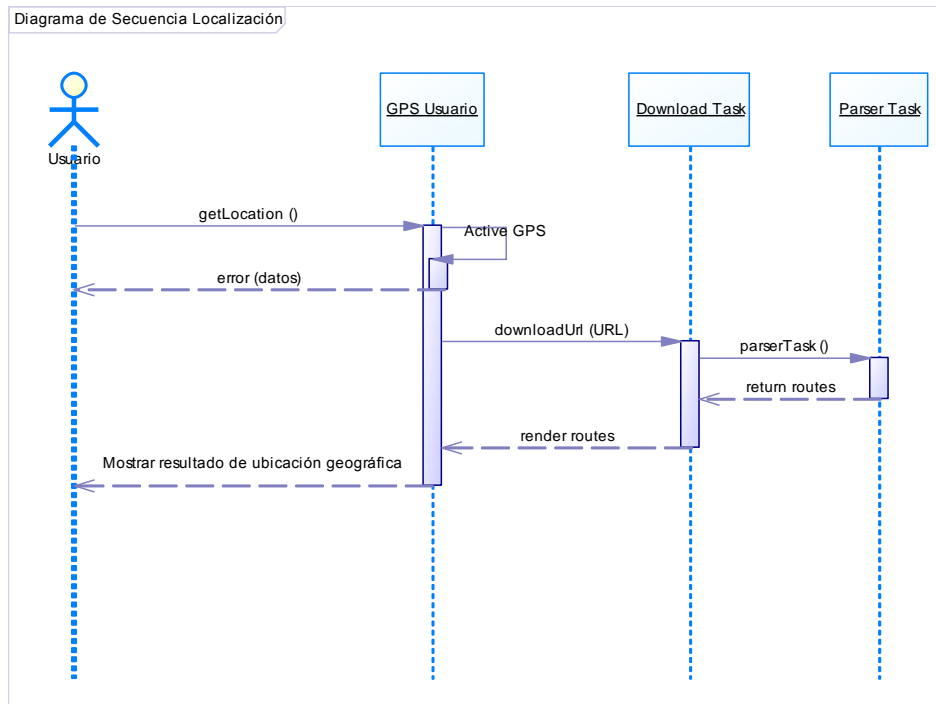 Diagrama de Secuencia Localización
Usuario
GPS Usuario
Download Task
Parser Task
getLocation ()
Active GPS
error (datos)
downloadUrl (URL)
parserTask ()
return routes
render routes
Mostrar resultado de ubicación geográfica